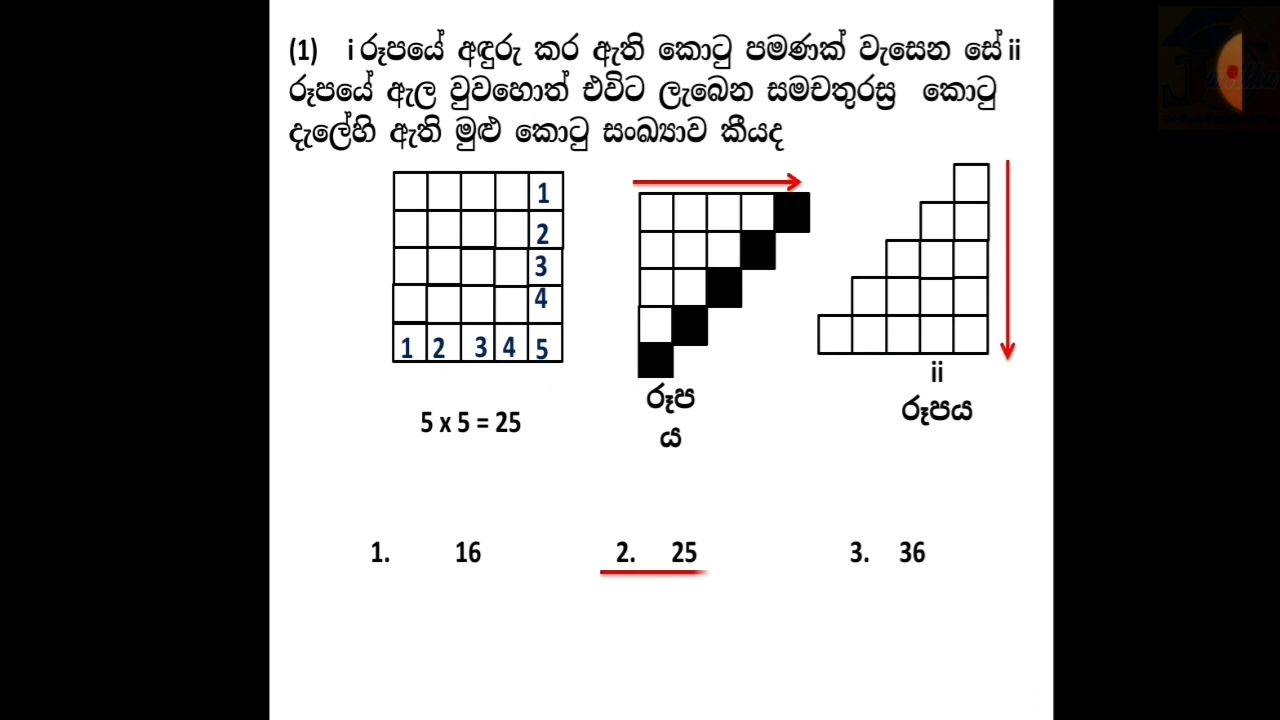 (1) i රූපයේ අඳුරු කර ඇති කොටු පමණක් වැසෙන සේ ii
රූපයේ ඇල වුවහොත් එවිට ලැබෙන සමචතුරස්‍ර කොටු
දැලේහි ඇති මුළු කොටු සංඛ්‍යාව කීයද
1
2
3
4
1 2 3 4 5
5 x 5 = 25
රූප
ය
ii
රූපය
1. 16 2. 25 3. 36